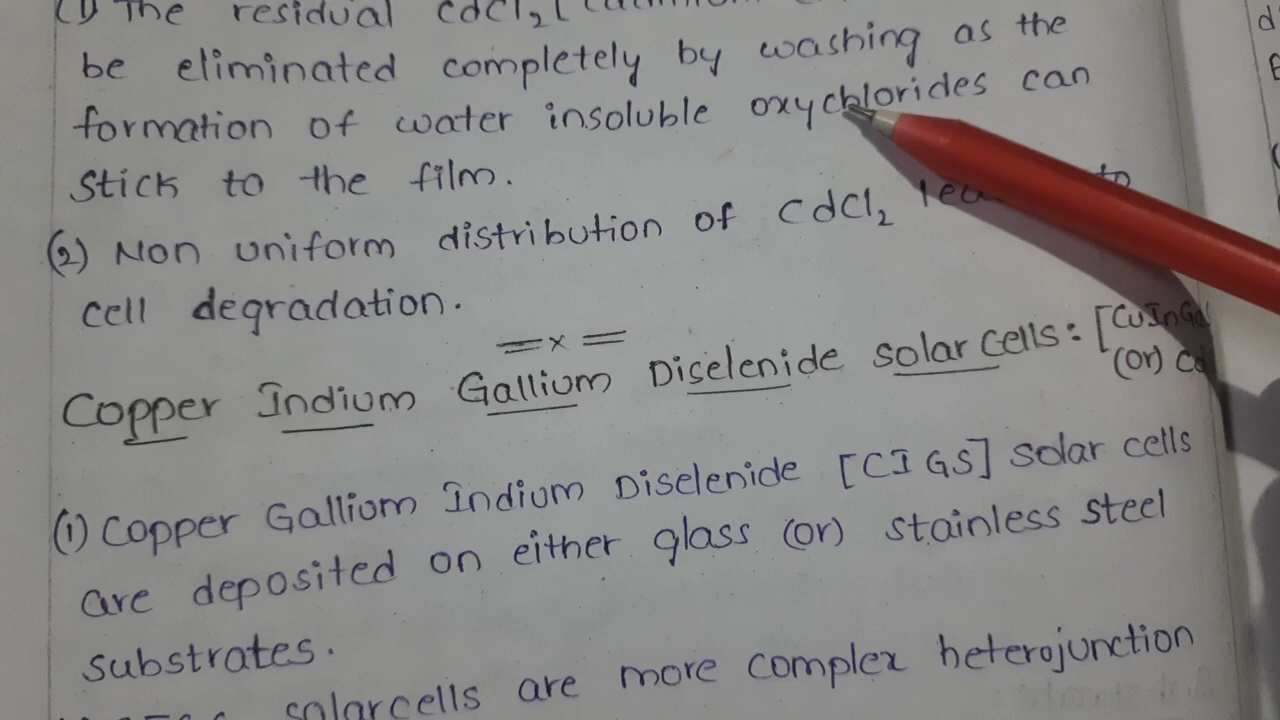 (1) The residual CdCl2 [
be eliminated completely by washing as the
formation of water insoluble oxychlorides can
stick to the film.
(2) Non uniform distribution of CdCl2 to
cell degradation.
=x=
Copper Indium Gallium Diselenide solar cells: [CuInGa
(or) Cd
(1) Copper Gallium Indium Diselenide [CIGS] solar cells
are deposited on either glass (or) stainless steel
substrates.
solarcells are more complex heterojunction